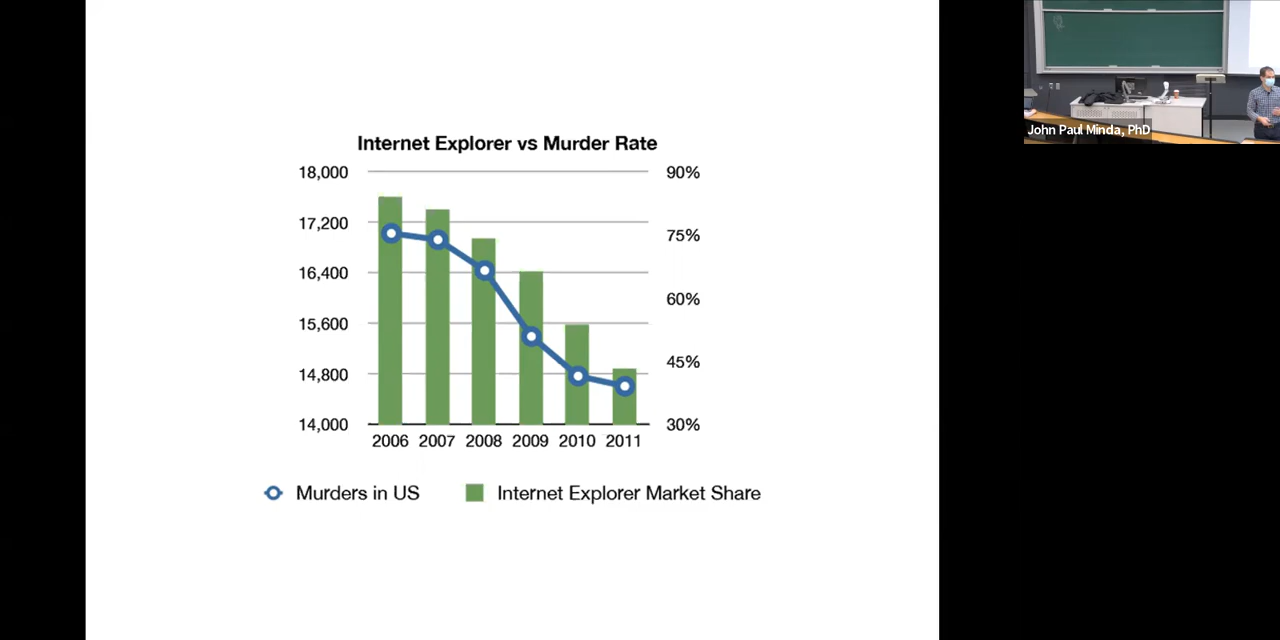 Internet Explorer vs Murder Rate
18,000
17,200
16,400
15,600
14,800
14,000
90%
75%
60%
45%
30%
2006 2007 2008 2009 2010 2011
Murders in US
Internet Explorer Market Share
John Paul Minda, PhD